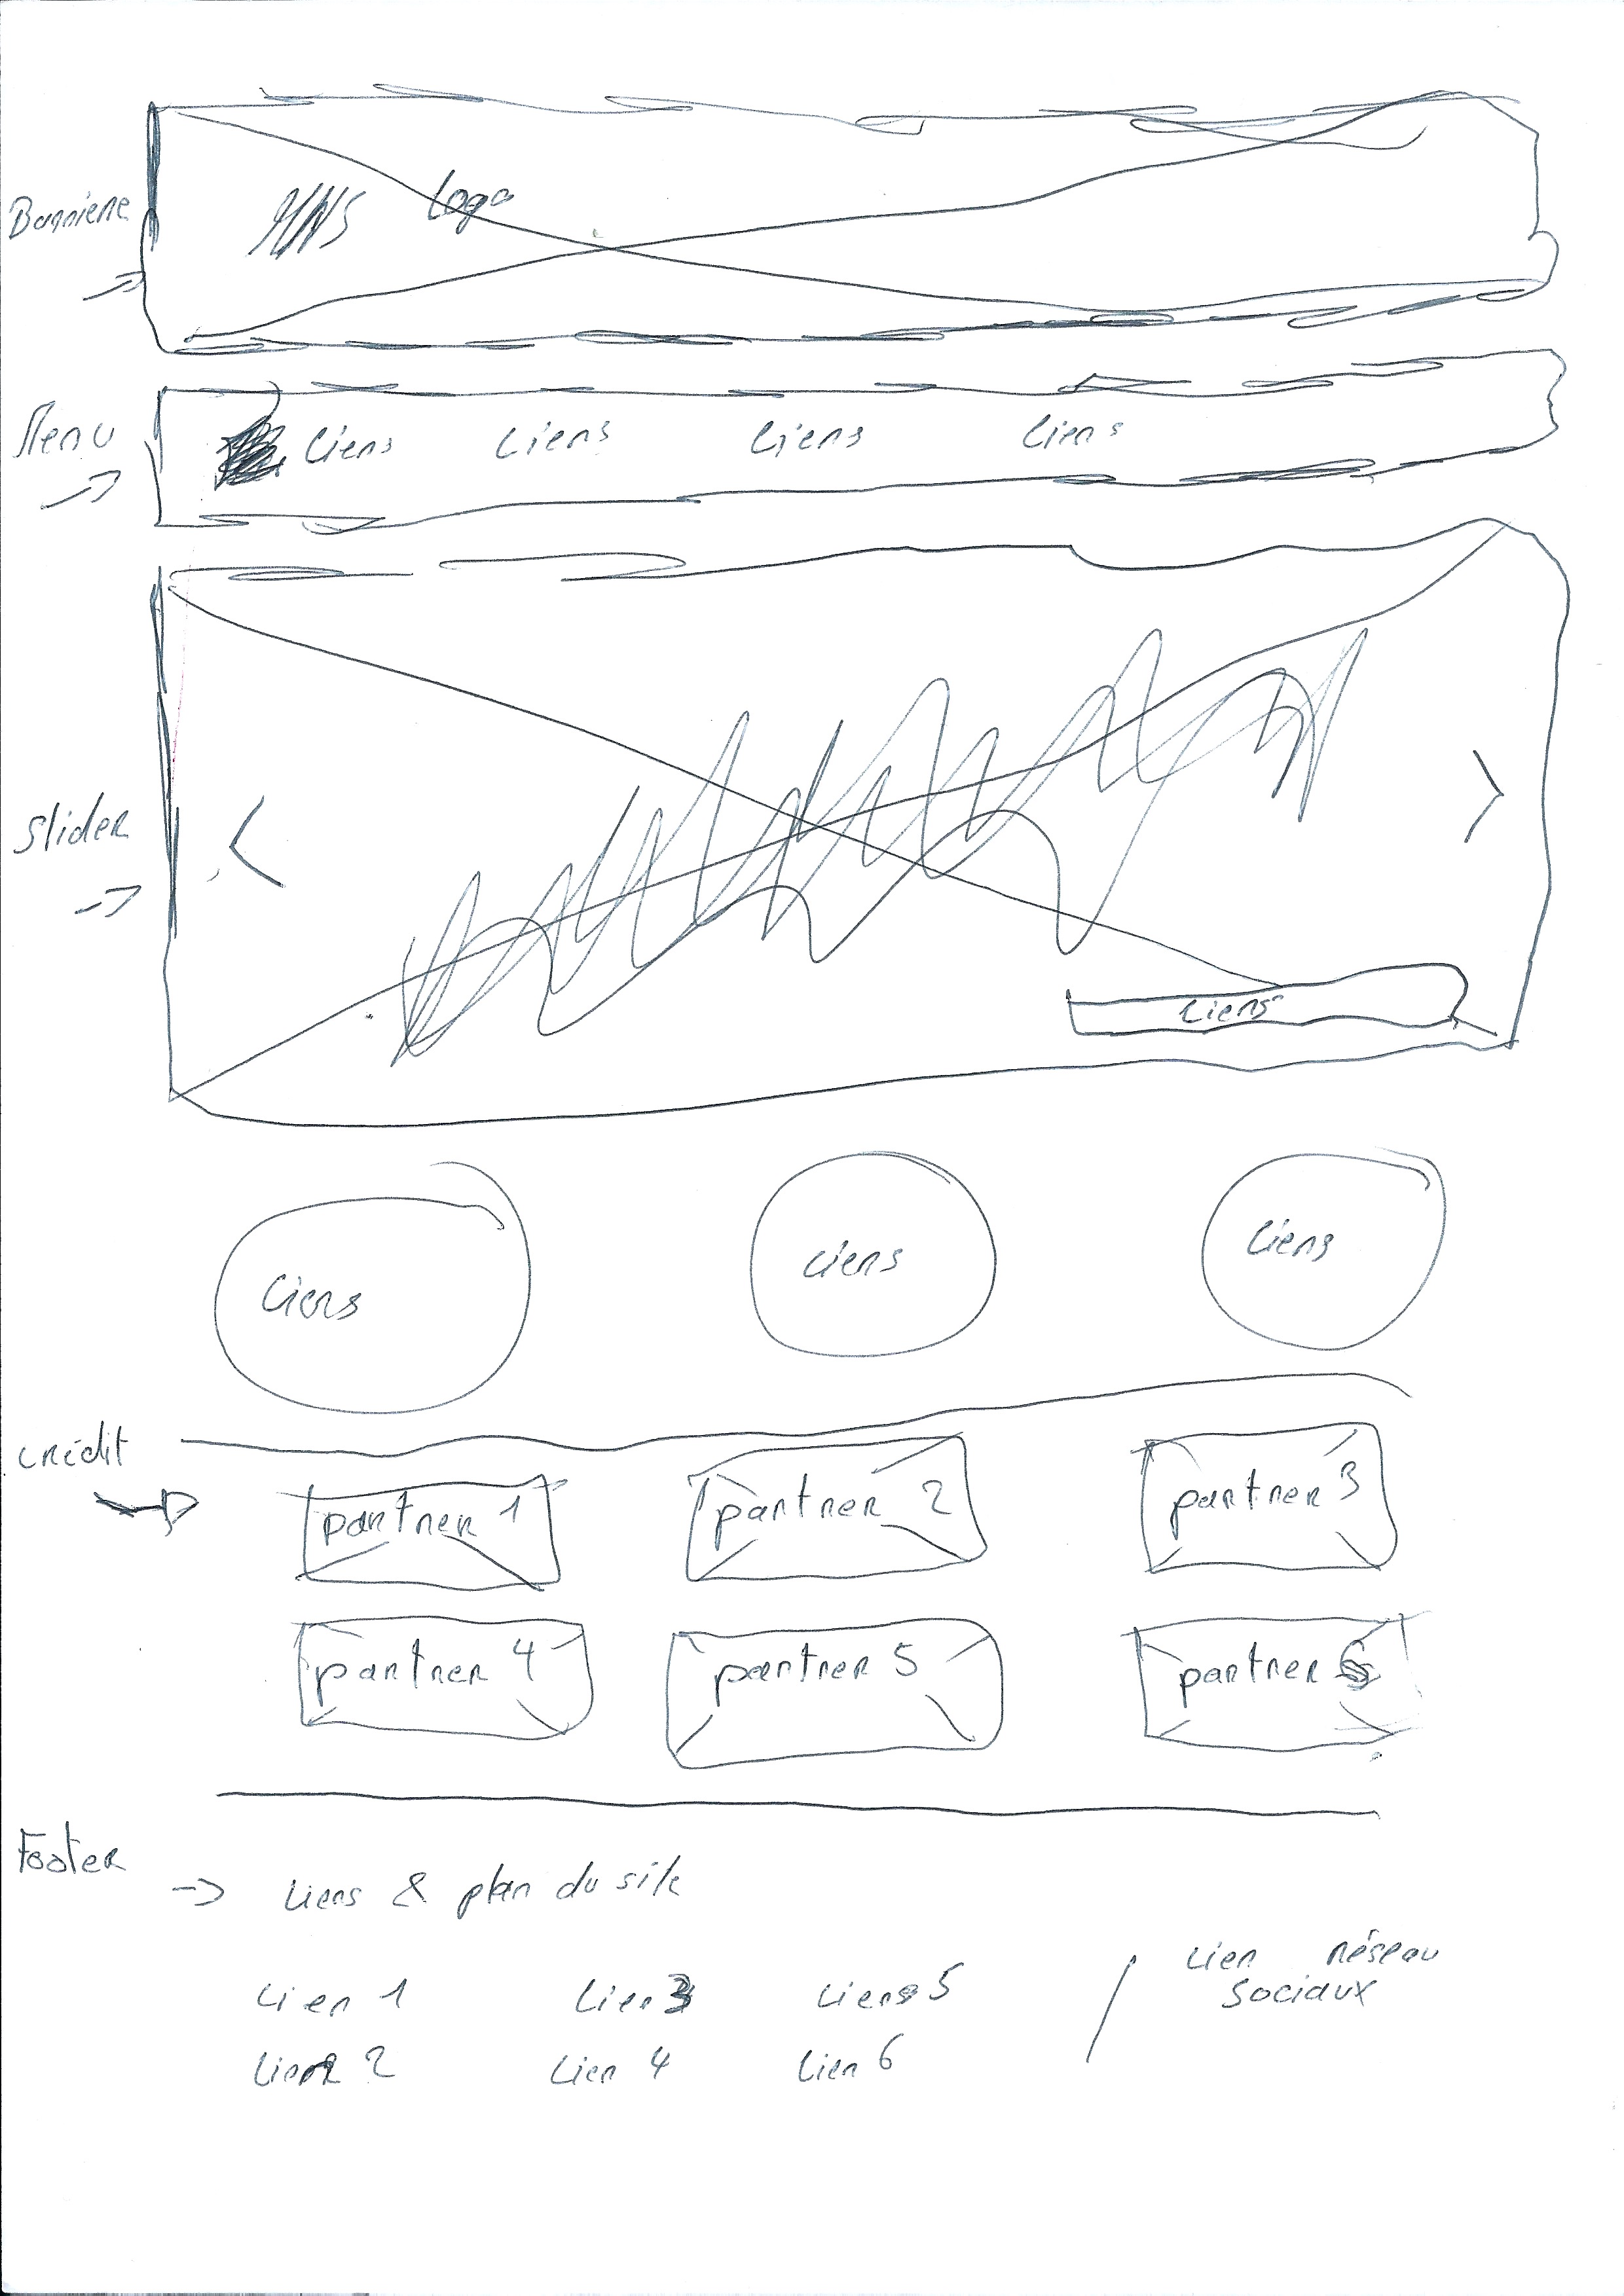 Bannière
Logo
Menu
Liens Liens Liens Liens
Slider
Liens
Liens Liens Liens
Crédit
partner 1 partner 2 partner 3
partner 4 partner 5 partner 6
Footer
Liens & plan du site
Lien 1 Lien 3 Liens 5
Lien 2 Lien 4 Lien 6
Lien réseau
sociaux